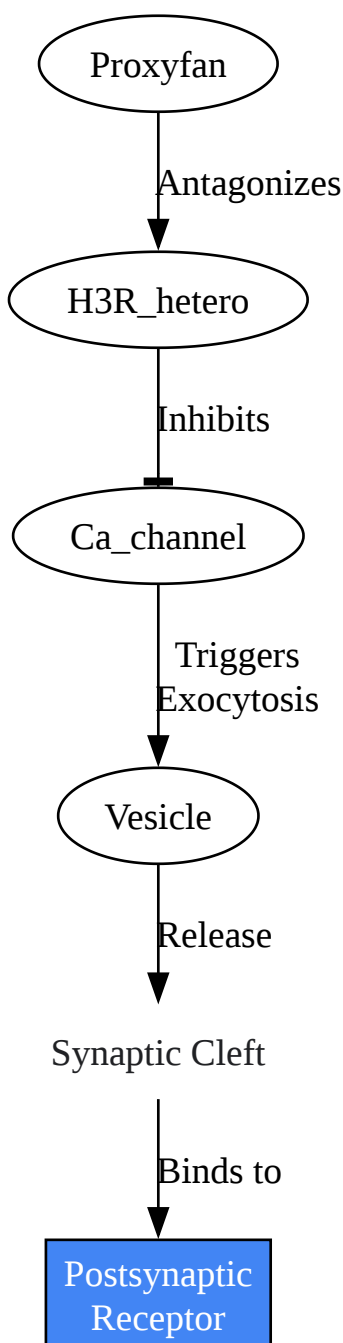 Proxyfan
Antagonizes
H3R_hetero
Inhibits
Ca_channel
Triggers
Exocytosis
Vesicle
Release
Synaptic Cleft
Binds to
Postsynaptic
Receptor